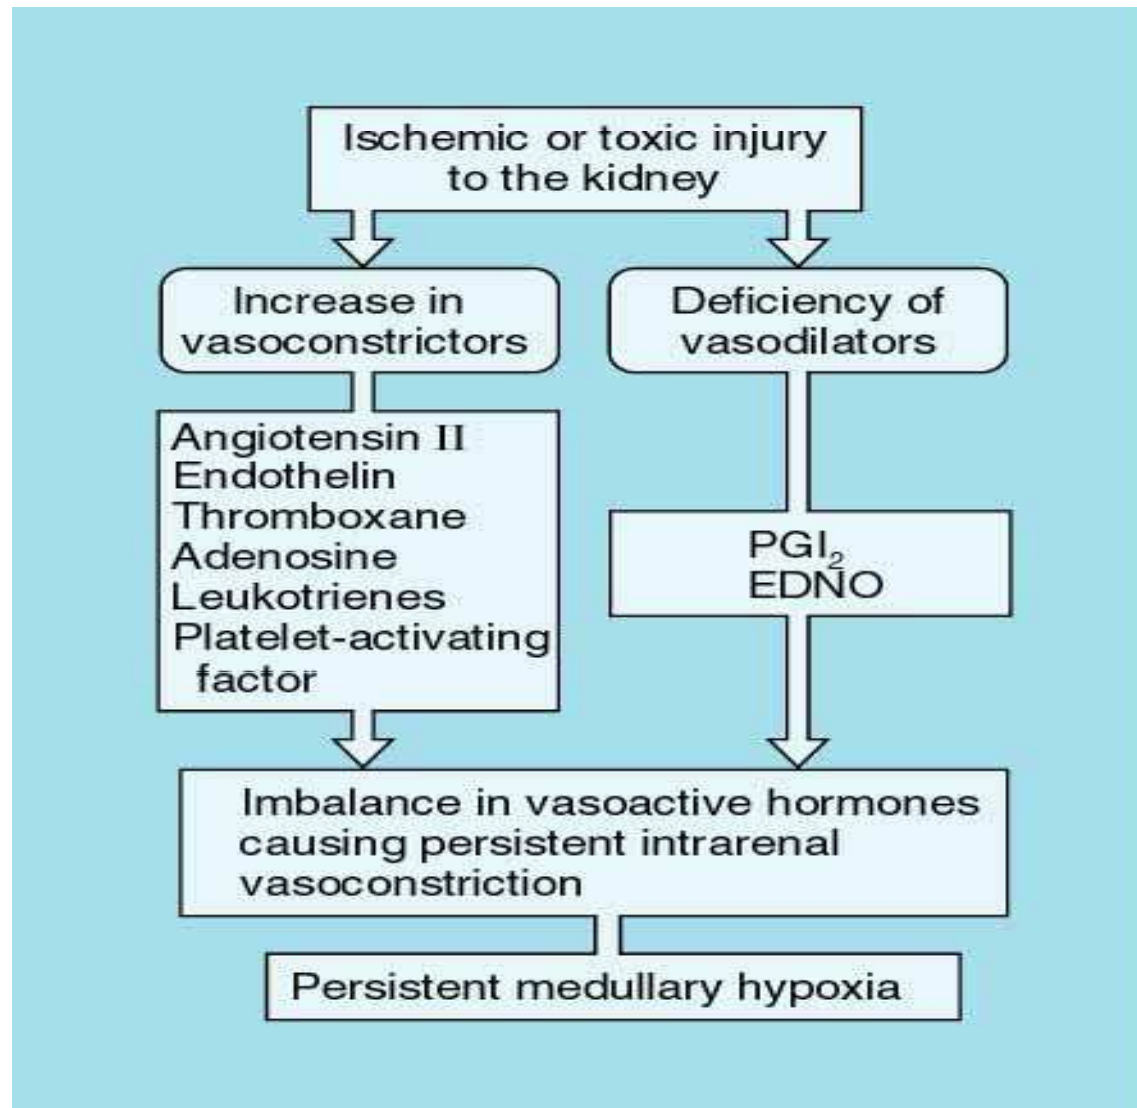 Ischemic or toxic injury
to the kidney
Increase in
vasoconstrictors
Deficiency of
vasodilators
Angiotensin II
Endothelin
Thromboxane
Adenosine
Leukotrienes
Platelet-activating
factor
PGI₂
EDNO
Imbalance in vasoactive hormones
causing persistent intrarenal
vasoconstriction
Persistent medullary hypoxia